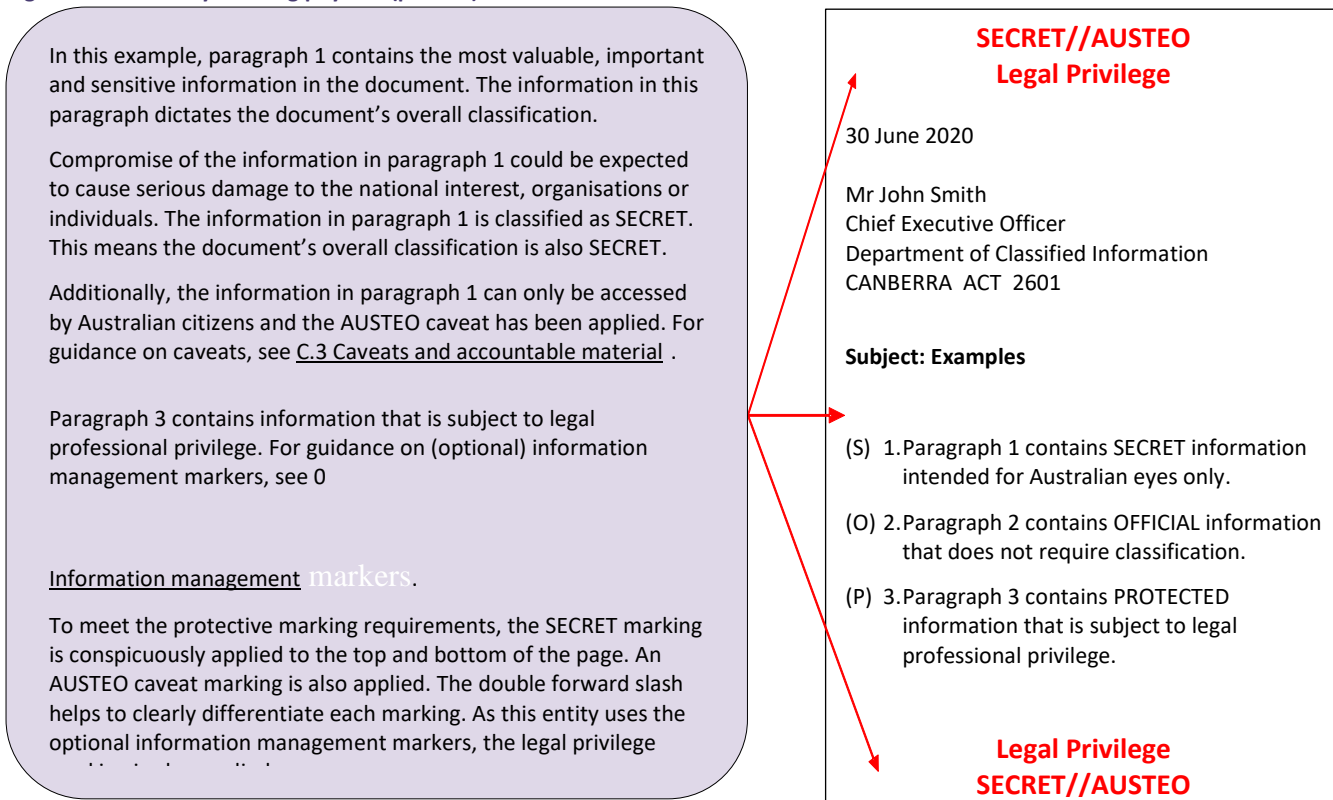 In this example, paragraph 1 contains the most valuable, important
and sensitive information in the document. The information in this
paragraph dictates the document’s overall classification.
Compromise of the information in paragraph 1 could be expected
to cause serious damage to the national interest, organisations or
individuals. The information in paragraph 1 is classified as SECRET.
This means the document’s overall classification is also SECRET.
Additionally, the information in paragraph 1 can only be accessed
by Australian citizens and the AUSTEO caveat has been applied. For
guidance on caveats, see C.3 Caveats and accountable material .
Paragraph 3 contains information that is subject to legal
professional privilege. For guidance on (optional) information
management markers, see 0
Information management markers.
To meet the protective marking requirements, the SECRET marking
is conspicuously applied to the top and bottom of the page. An
AUSTEO caveat marking is also applied. The double forward slash
helps to clearly differentiate each marking. As this entity uses the
optional information management markers, the legal privilege
SECRET//AUSTEO
Legal Privilege
30 June 2020
Mr John Smith
Chief Executive Officer
Department of Classified Information
CANBERRA ACT 2601
Subject: Examples
(S) 1.Paragraph 1 contains SECRET information
intended for Australian eyes only.
(O) 2.Paragraph 2 contains OFFICIAL information
that does not require classification.
(P) 3.Paragraph 3 contains PROTECTED
information that is subject to legal
professional privilege.
Legal Privilege
SECRET//AUSTEO